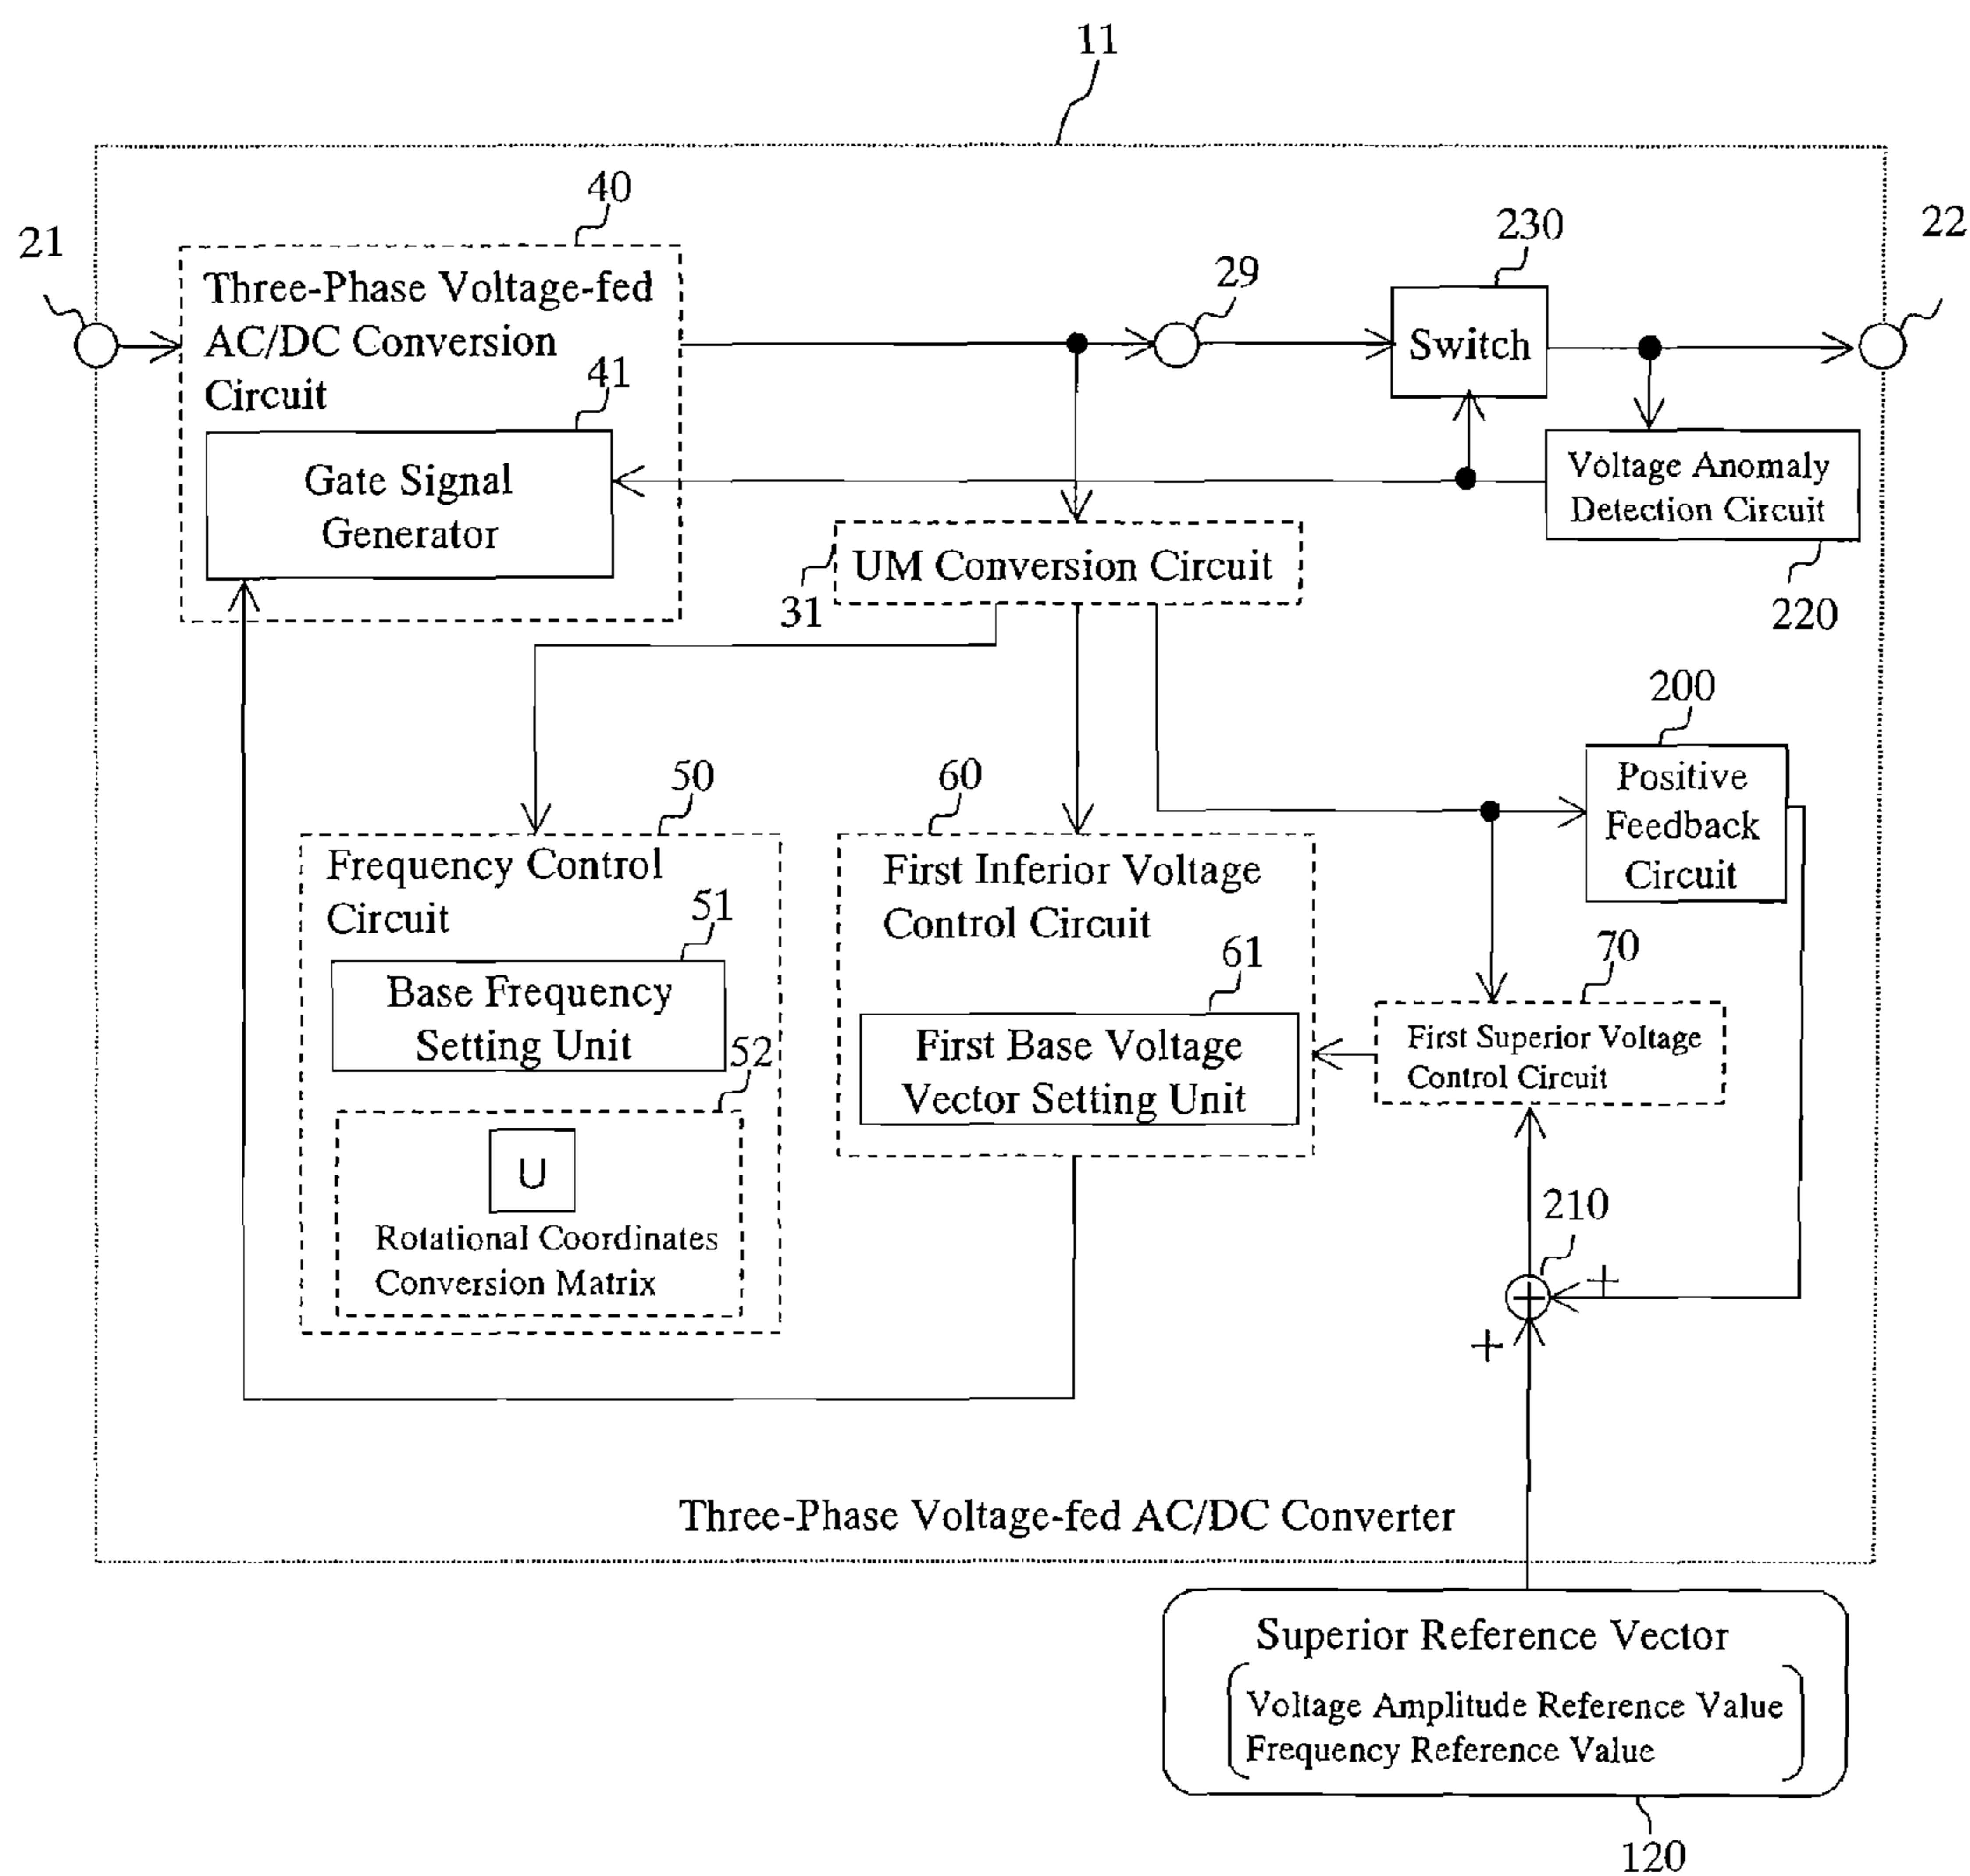 11
40
21
230
22
29
Three-Phase Voltage-fed
AC/DC Conversion
Circuit
41
Switch
Gate Signal
Generator
Voltage Anomaly
Detection Circuit
220
UM Conversion Circuit
31
200
Positive
Feedback
Circuit
50
60
Frequency Control
Circuit
51
Base Frequency
Setting Unit
52
U
Rotational Coordinates
Conversion Matrix
First Inferior Voltage
Control Circuit
61
First Base Voltage
Vector Setting Unit
70
First Superior Voltage
Control Circuit
210
+
+
+
Three-Phase Voltage-fed AC/DC Converter
Superior Reference Vector
Voltage Amplitude Reference Value
Frequency Reference Value
120